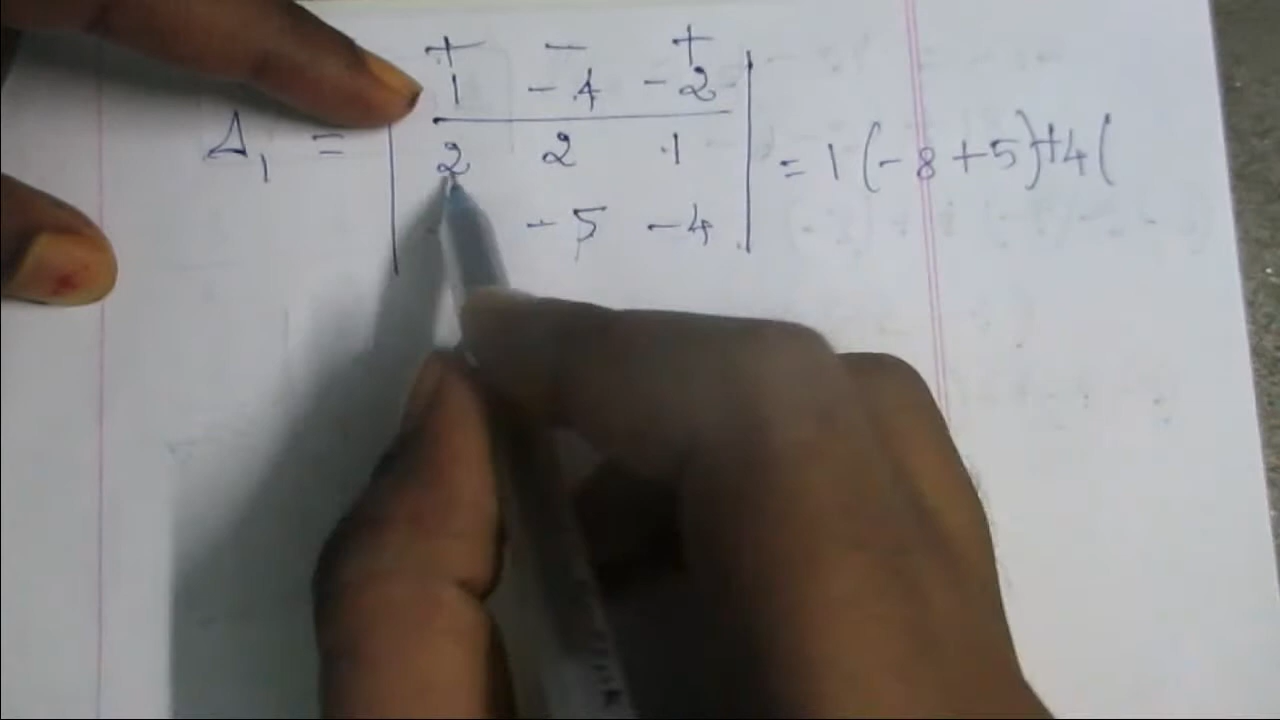 + − +
1 -4 -2
Δ₁ = | 2 2 1 | = 1(-8+5)+4(
-5 -4